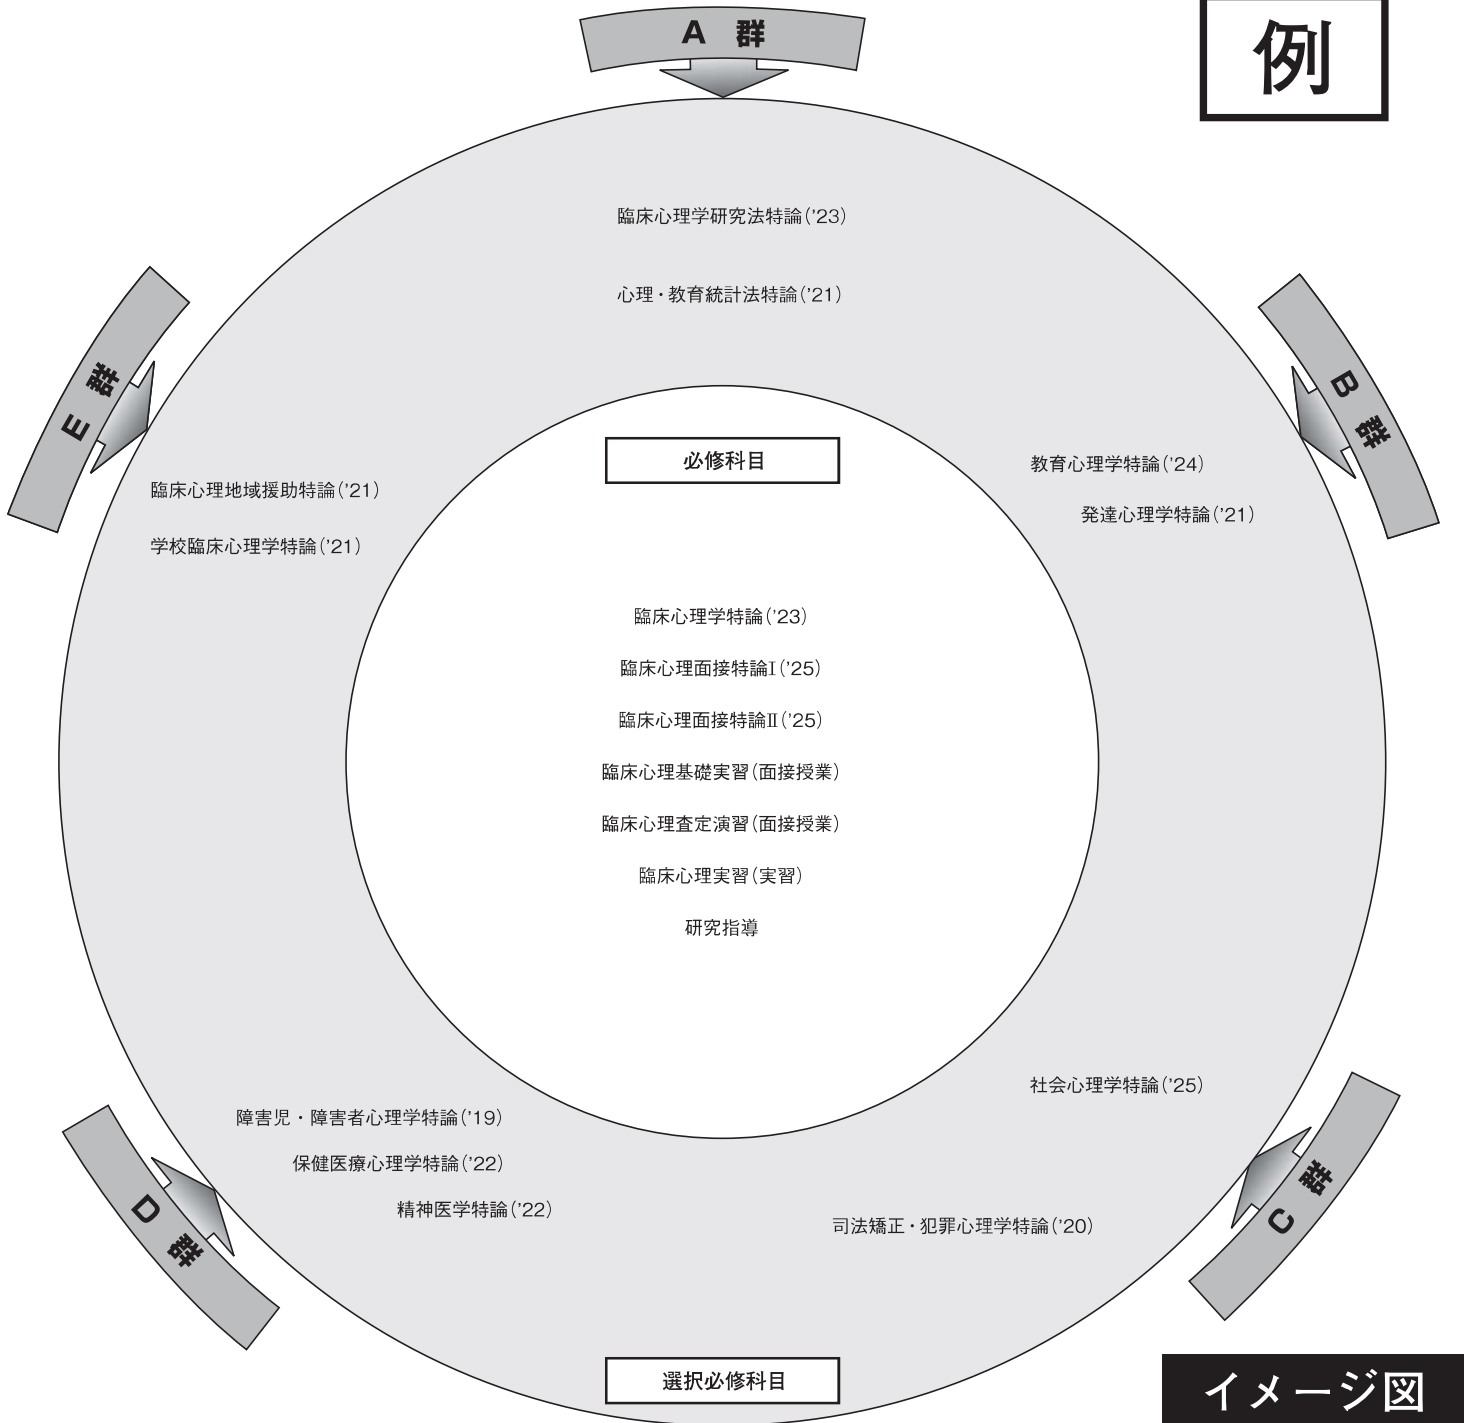 例
A 群
臨床心理学研究法特論('23)
心理・教育統計法特論('21)
B 群
教育心理学特論('24)
発達心理学特論('21)
E 群
臨床心理地域援助特論('21)
学校臨床心理学特論('21)
必修科目
臨床心理学特論('23)
臨床心理面接特論Ⅰ('25)
臨床心理面接特論Ⅱ('25)
臨床心理基礎実習(面接授業)
臨床心理査定演習(面接授業)
臨床心理実習(実習)
研究指導
C 群
社会心理学特論('25)
司法矯正・犯罪心理学特論('20)
D 群
障害児・障害者心理学特論('19)
保健医療心理学特論('22)
精神医学特論('22)
選択必修科目
イメージ図